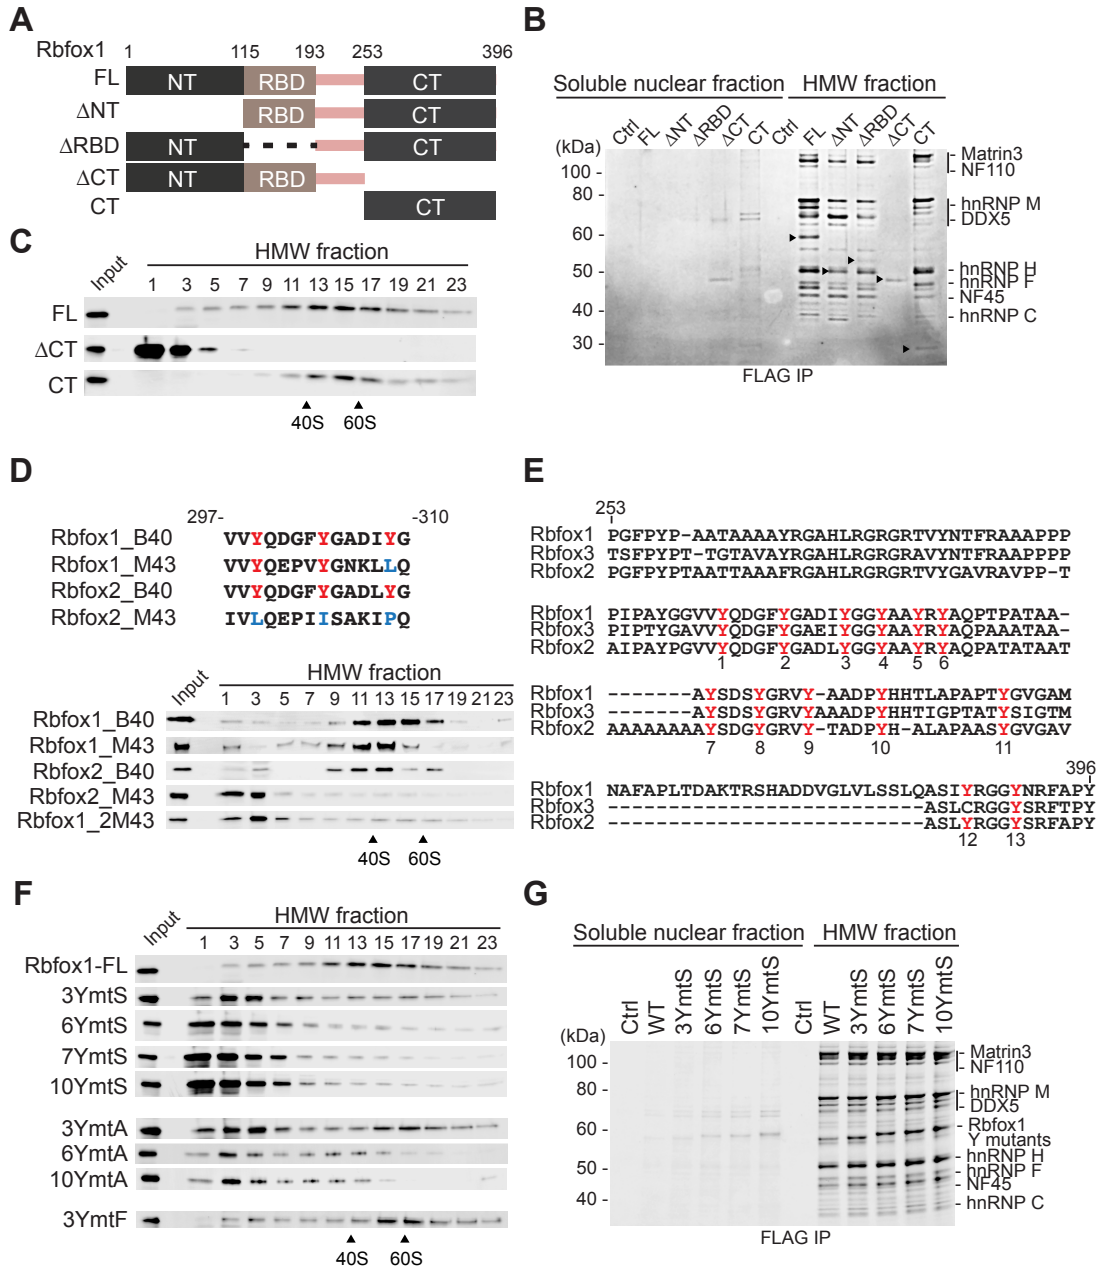 A
Rbfox1 1 115 193 253 396
FL NT RBD CT
ΔNT RBD CT
ΔRBD NT CT
ΔCT NT RBD
CT CT
B
Soluble nuclear fraction HMW fraction
Ctrl FL ΔNT ΔRBD ΔCT CT Ctrl FL ΔNT ΔRBD ΔCT CT
(kDa)
100 -
80 -
60 -
50 -
40 -
30 -
- Matrin3
- NF110
- hnRNP M
- DDX5
- hnRNP H
- hnRNP F
- NF45
- hnRNP C
FLAG IP
C
HMW fraction
Input 1 3 5 7 9 11 13 15 17 19 21 23
FL
ΔCT
CT
40S 60S
D
297- -310
Rbfox1_B40 VVYQDGFYGADIYG
Rbfox1_M43 VVYQEPVYGNKLLQ
Rbfox2_B40 VVYQDGFYGADLYG
Rbfox2_M43 IVLQEPIISAKIPQ
HMW fraction
Input 1 3 5 7 9 11 13 15 17 19 21 23
Rbfox1_B40
Rbfox1_M43
Rbfox2_B40
Rbfox2_M43
Rbfox1_2M43
40S 60S
E
253
Rbfox1 PGFPYP-AATAAAAYRGAHLRGRGRTVYNTFRAAAPPP
Rbfox3 TSFPYPT-TGTAVAYRGAHLRGRGRAVYNTFRAAPPPP
Rbfox2 PGFPYPTAATTAAAFRGAHLRGRGRTVYGAVRAVPP-T
Rbfox1 PIPAYGGVVYQDGFYGADIYGGYAAYRYAQPTPATAA-
Rbfox3 PIPTYGAVVYQDGFYGAEIYGGYAAYRYAQPAAATAA-
Rbfox2 AIPAYPGVVYQDGFYGADLYGGYAAYRYAQPATATAAT
1 2 3 4 5 6
Rbfox1 -------AYSDSYGRVY-AADPYHHTLAPAPTYGVGAM
Rbfox3 -------AYSDSYGRVYAAADPYHHTIGPTATYSIGTM
Rbfox2 AAAAAAAAYSDGYGRVY-TADPYH-ALAPAASYGVGAV
7 8 9 10 11
396
Rbfox1 NAFAPLTDAKTRSHADDVGLVLSSLQASIYRGGYNRFAPY
Rbfox3 --------------------------ASLCRGGYSRFTPY
Rbfox2 --------------------------ASLYRGGYSRFAPY
12 13
F
HMW fraction
Input 1 3 5 7 9 11 13 15 17 19 21 23
Rbfox1-FL
3YmtS
6YmtS
7YmtS
10YmtS
3YmtA
6YmtA
10YmtA
3YmtF
40S 60S
G
Soluble nuclear fraction HMW fraction
Ctrl WT 3YmtS 6YmtS 7YmtS 10YmtS Ctrl WT 3YmtS 6YmtS 7YmtS 10YmtS
(kDa)
100 -
80 -
60 -
50 -
40 -
- Matrin3
- NF110
- hnRNP M
- DDX5
- Rbfox1
Y mutants
- hnRNP H
- hnRNP F
- NF45
- hnRNP C
FLAG IP